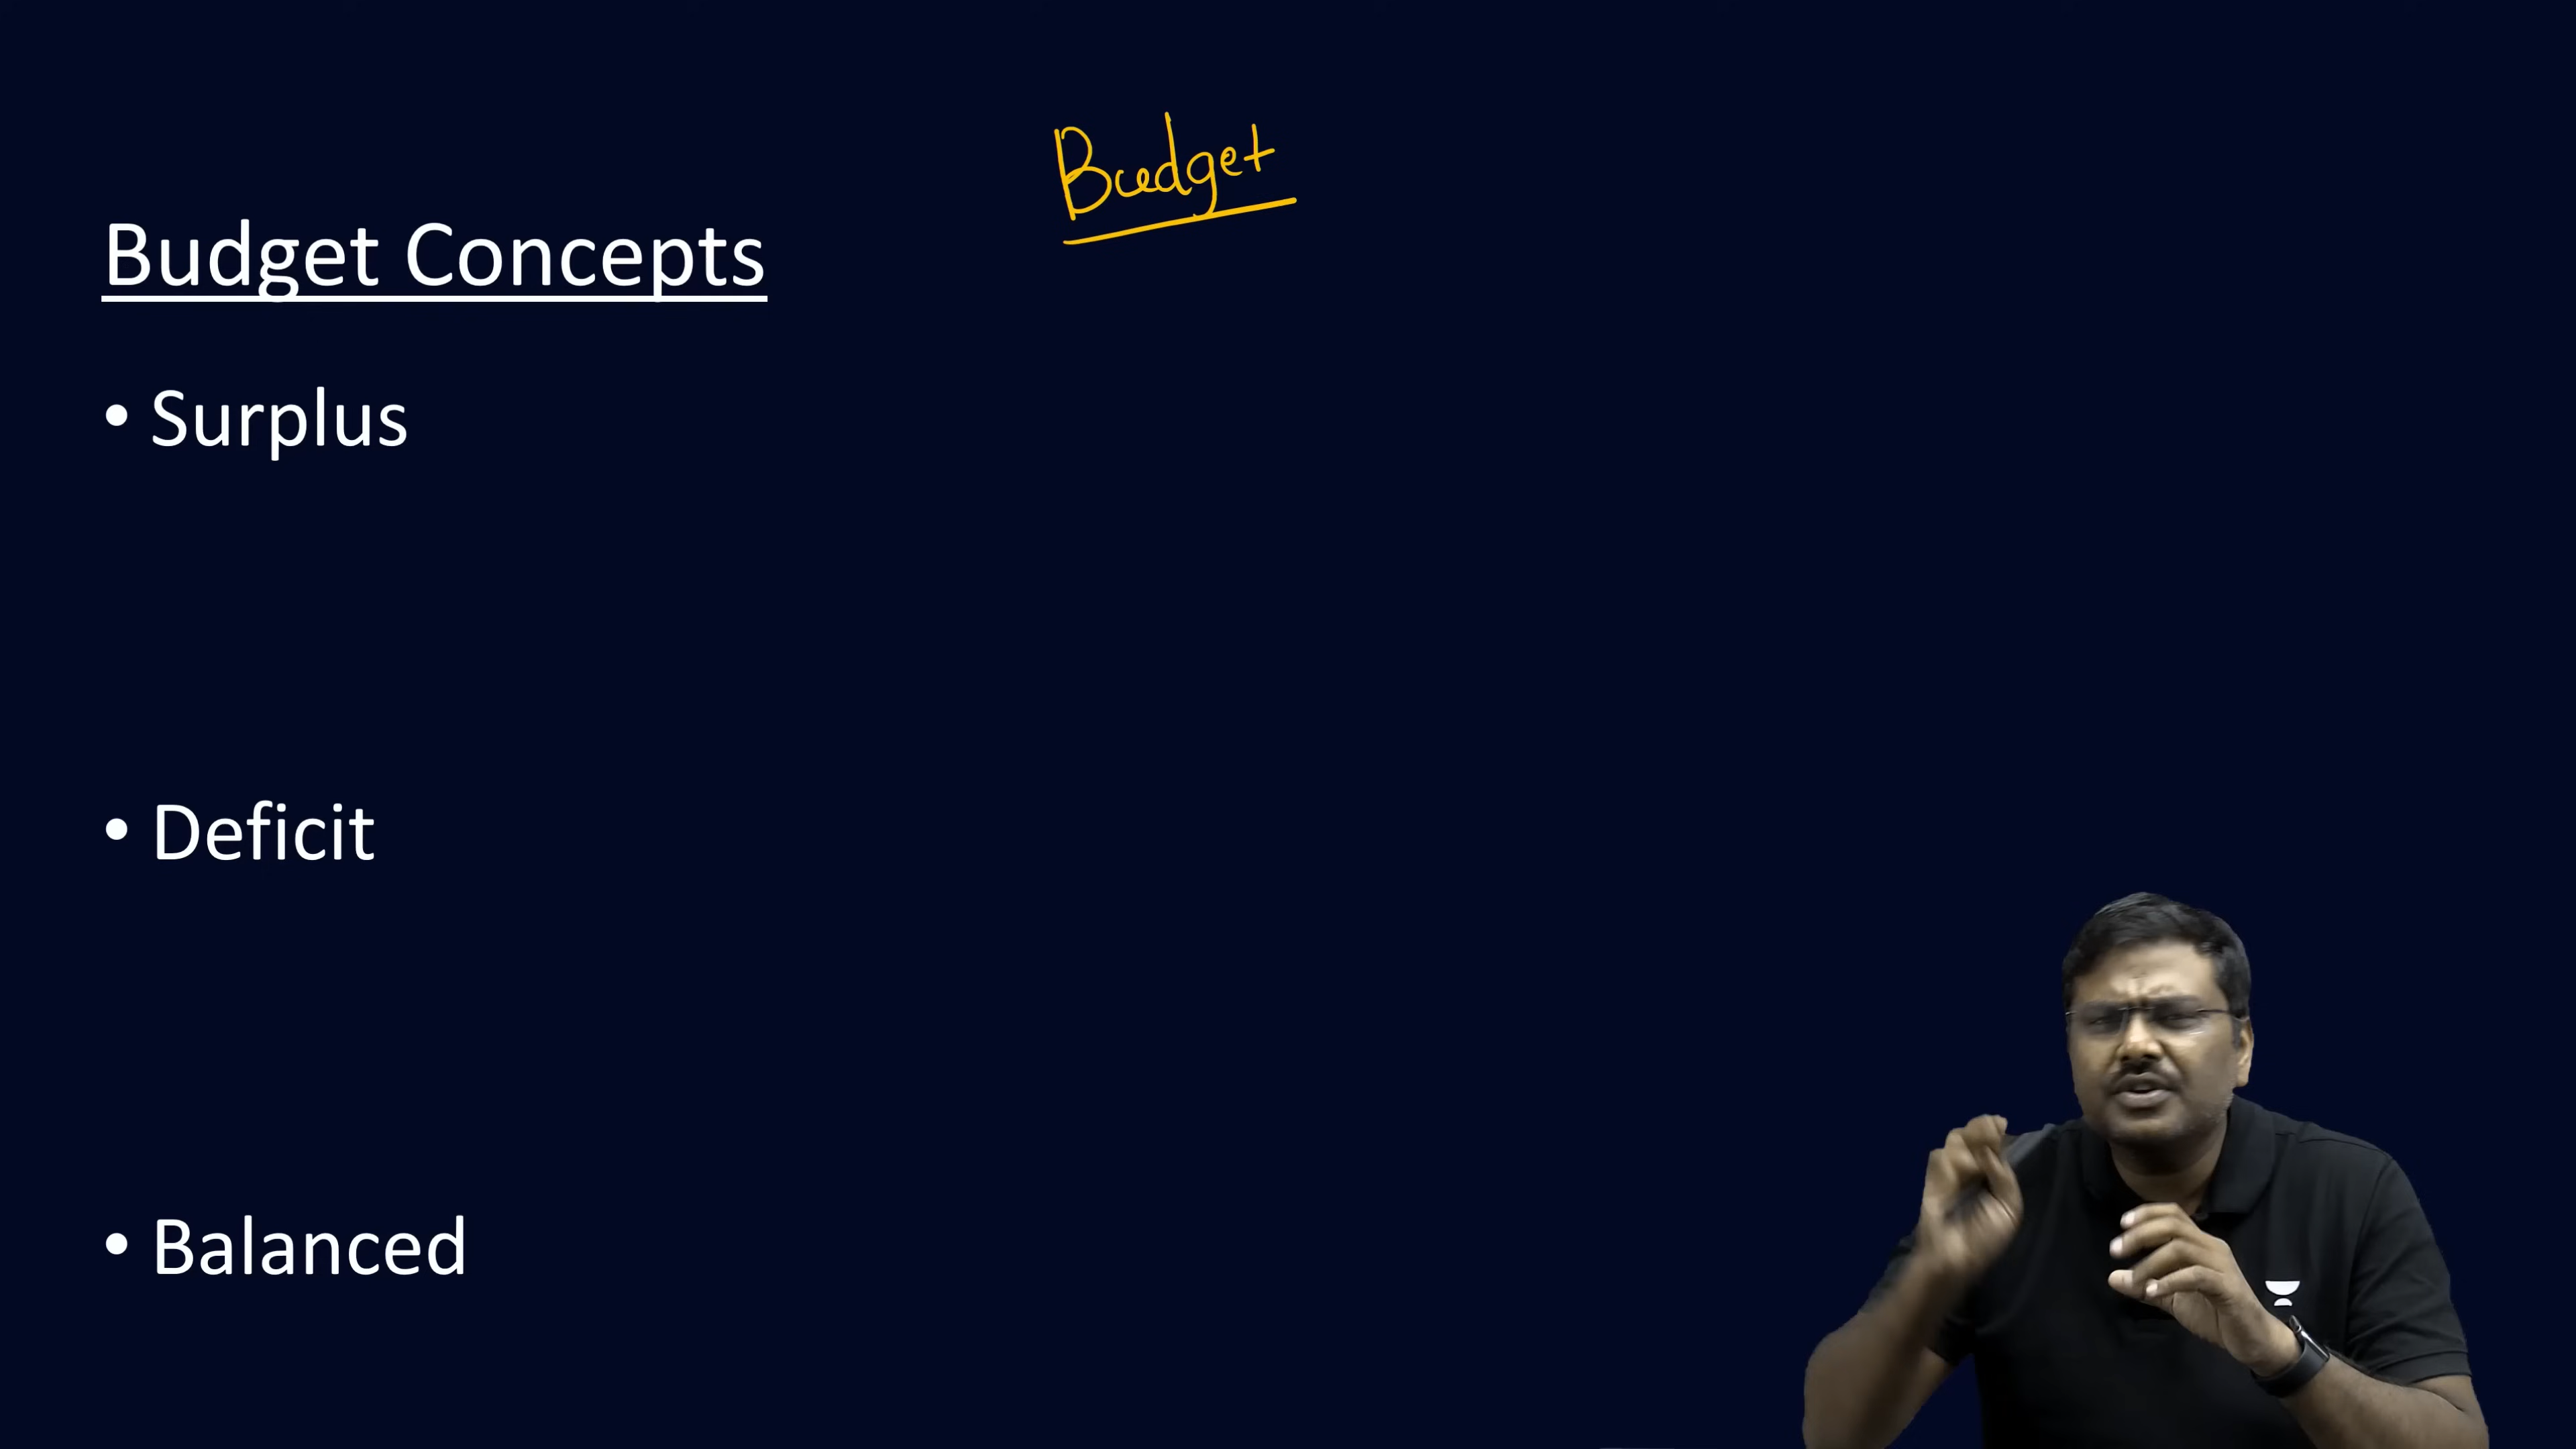 Budget
Budget Concepts
• Surplus
• Deficit
• Balanced